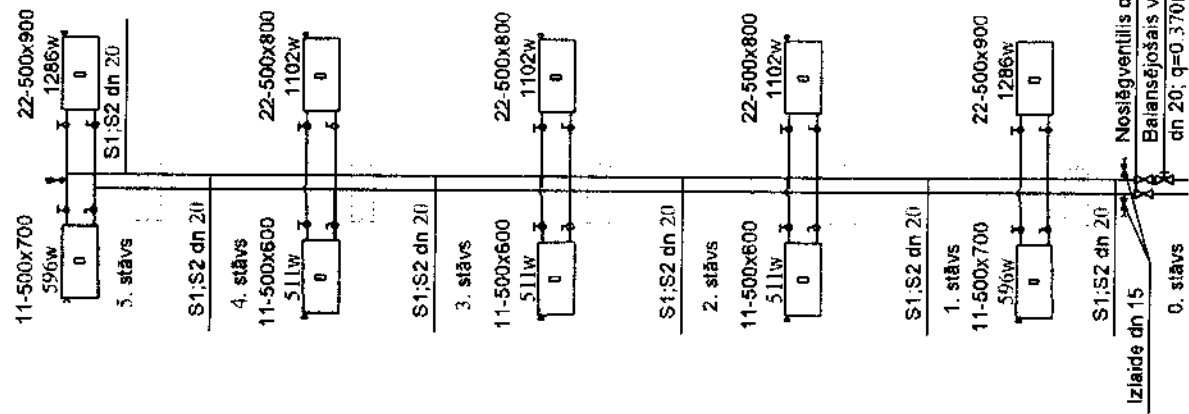 22-500x900
1286w
11-500x700
596w
S1;S2 dn 20
5. stāvs
S1;S2 dn 20
22-500x800
1102w
4. stāvs
11-500x600
511w
S1;S2 dn 20
22-500x800
1102w
3. stāvs
11-500x600
511w
S1;S2 dn 20
22-500x800
1102w
2. stāvs
11-500x600
511w
S1;S2 dn 20
22-500x900
1286w
1. stāvs
11-500x700
596w
S1;S2 dn 20
Noslēgventilis
Balansējošais
dn 20; q=0.370
Izlaide dn 15
0. stāvs